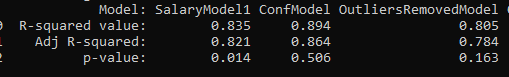 Model: SalaryModel1 ConfModel OutliersRemovedModel
0 R-squared value: 0.835 0.894 0.805
1 Adj R-squared: 0.821 0.864 0.784
2 p-value: 0.014 0.506 0.163